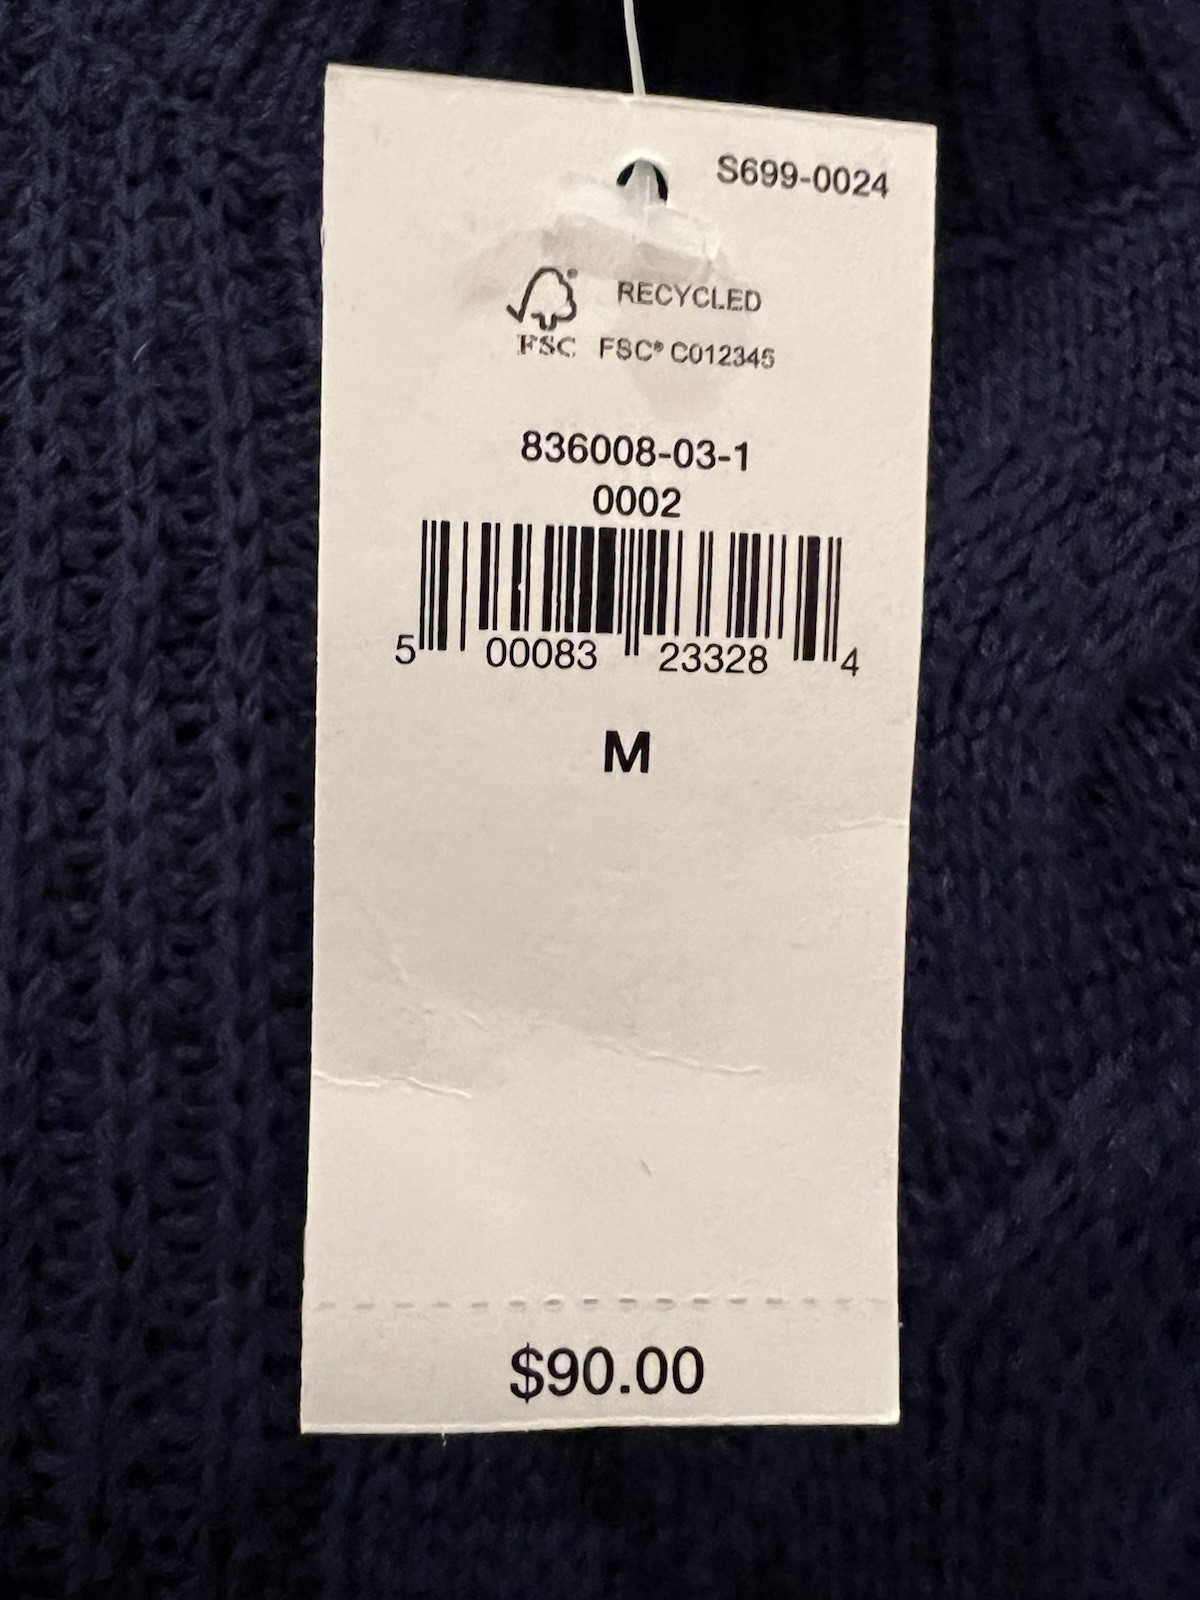 S699-0024
RECYCLED
FSC FSC® C012345
836008-03-1
0002
5 00083 23328 4
M
$90.00